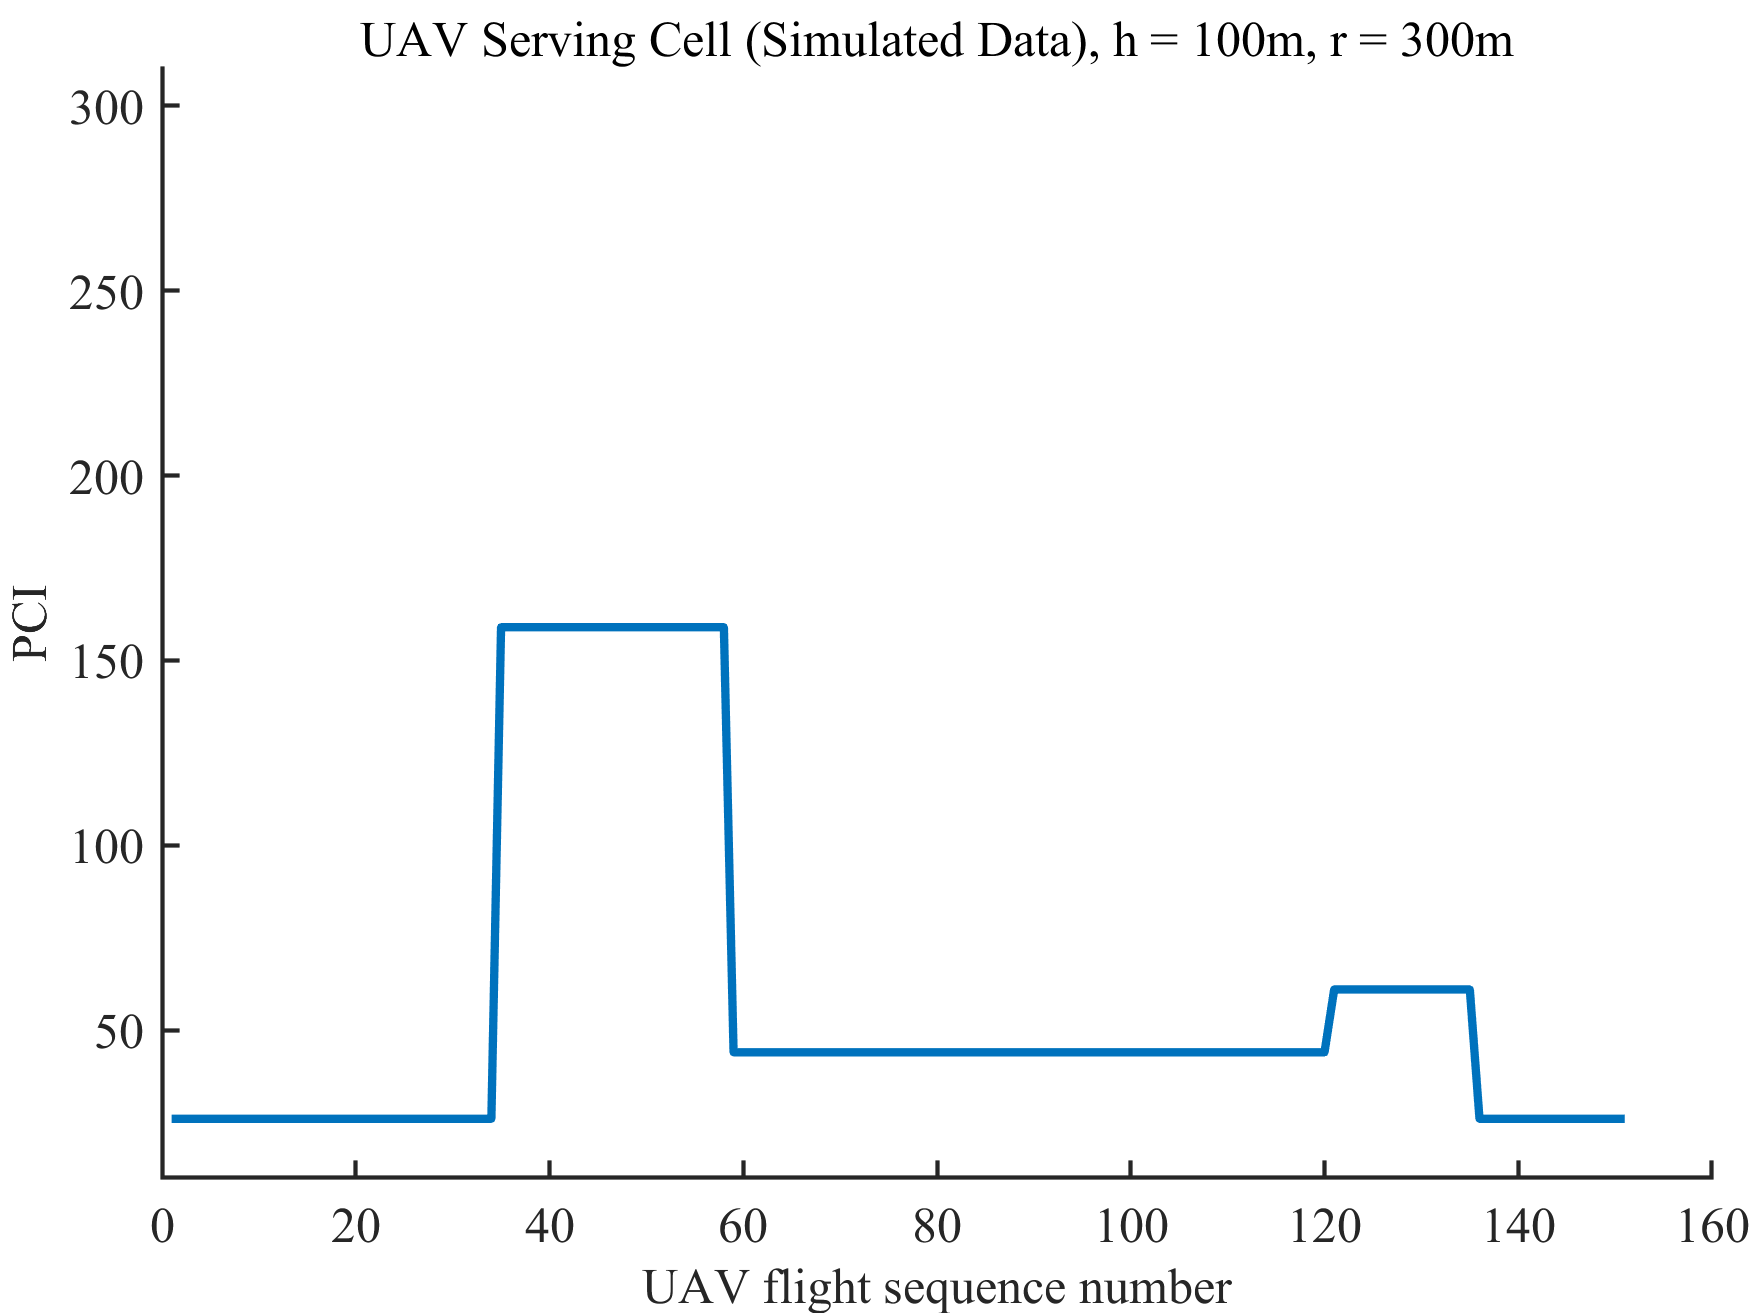 UAV Serving Cell (Simulated Data), h = 100m, r = 300m
300
250
200
150
100
50
PCI
0 20 40 60 80 100 120 140 160
UAV flight sequence number